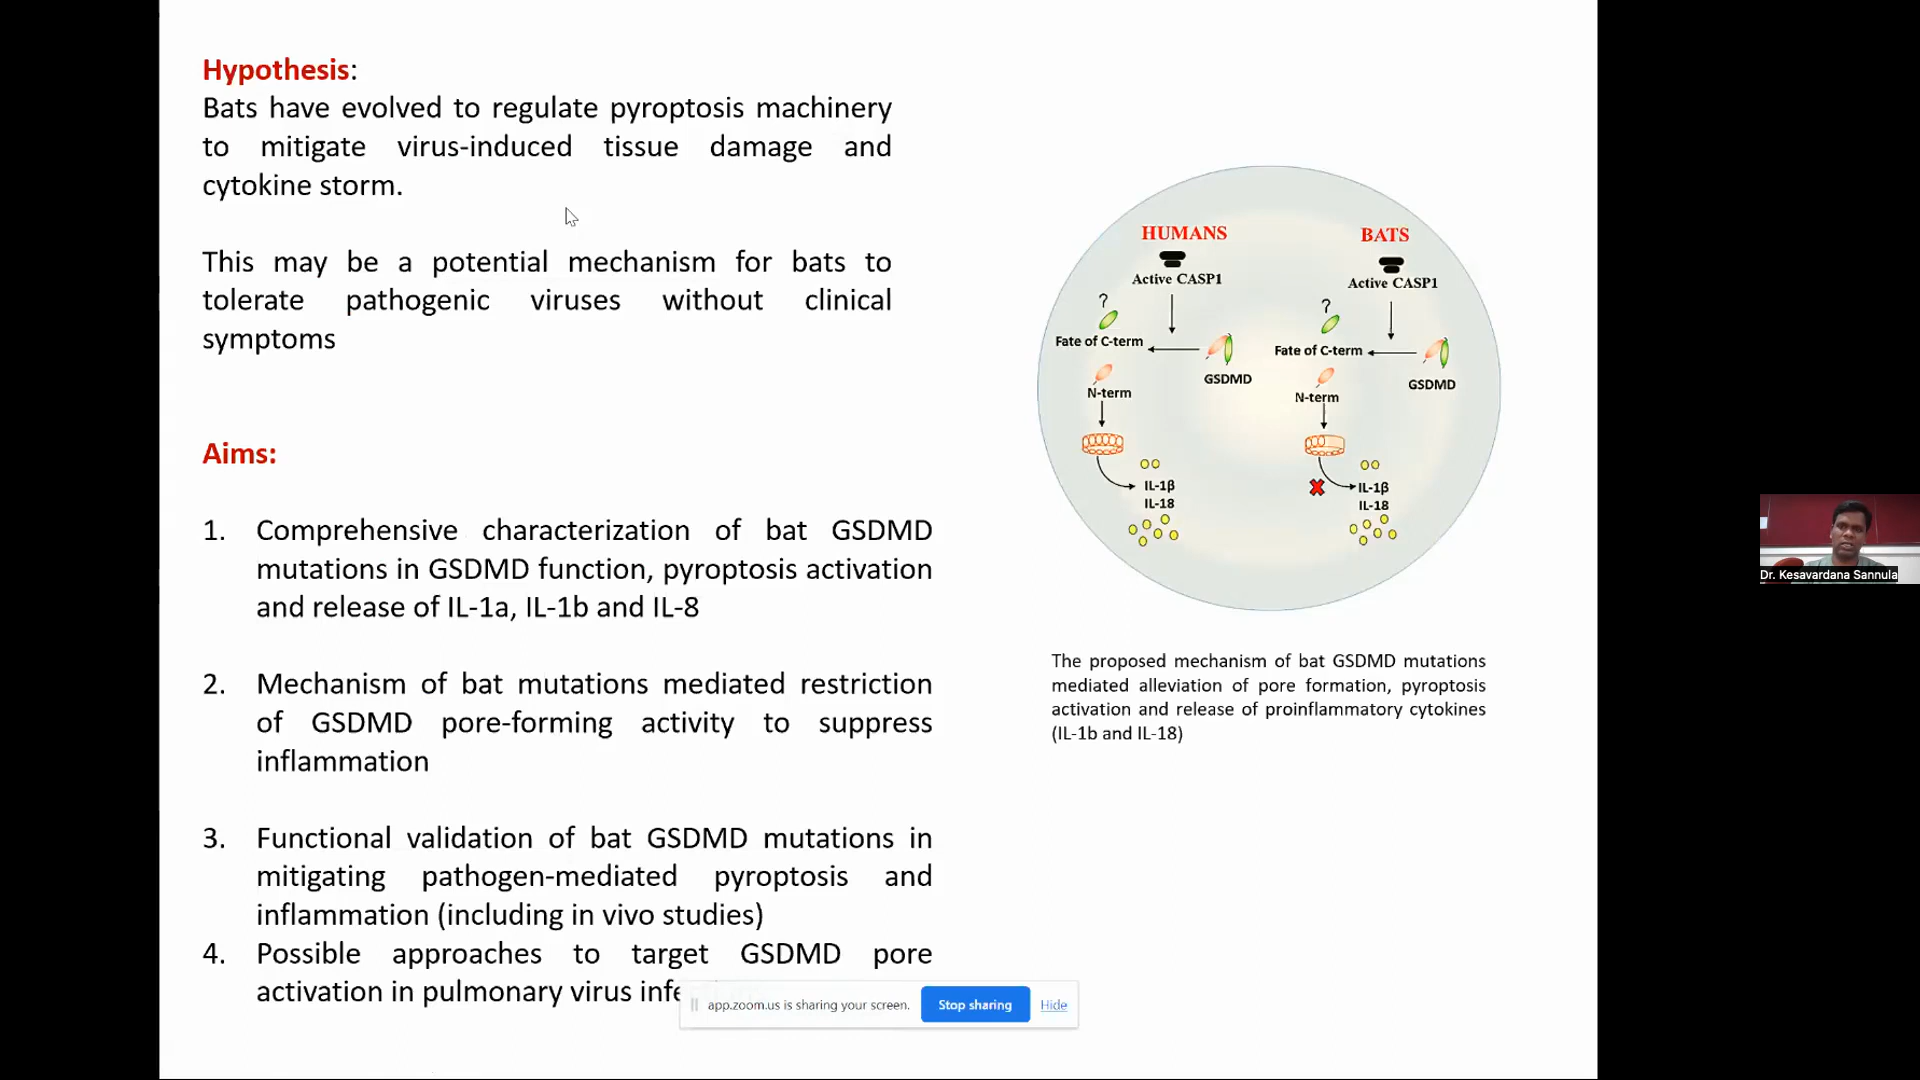 Hypothesis:
Bats have evolved to regulate pyroptosis machinery
to mitigate virus-induced tissue damage and
cytokine storm.
This may be a potential mechanism for bats to
tolerate pathogenic viruses without clinical
symptoms
Aims:
1. Comprehensive characterization of bat GSDMD
mutations in GSDMD function, pyroptosis activation
and release of IL-1a, IL-1b and IL-8
2. Mechanism of bat mutations mediated restriction
of GSDMD pore-forming activity to suppress
inflammation
3. Functional validation of bat GSDMD mutations in
mitigating pathogen-mediated pyroptosis and
inflammation (including in vivo studies)
4. Possible approaches to target GSDMD pore
activation in pulmonary virus
app.zoom.us is sharing your screen. Stop sharing Hide
HUMANS
Active CASP1
?
Fate of C-term
GSDMD
N-term
IL-1β
IL-18
BATS
Active CASP1
?
Fate of C-term
GSDMD
N-term
IL-1β
IL-18
The proposed mechanism of bat GSDMD mutations
mediated alleviation of pore formation, pyroptosis
activation and release of proinflammatory cytokines
(IL-1b and IL-18)
Dr. Kesavardana Sannula